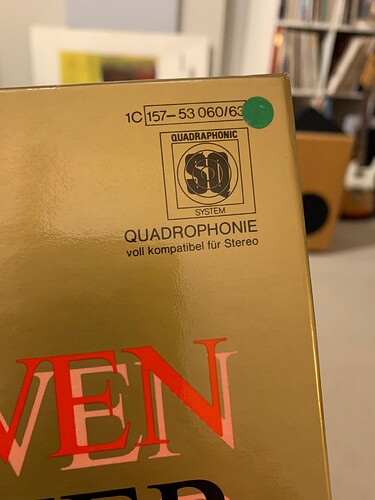 1C 157–53 060/63
QUADRAPHONIC
SQ
SYSTEM
QUADROPHONIE
voll kompatibel für Stereo
VEN